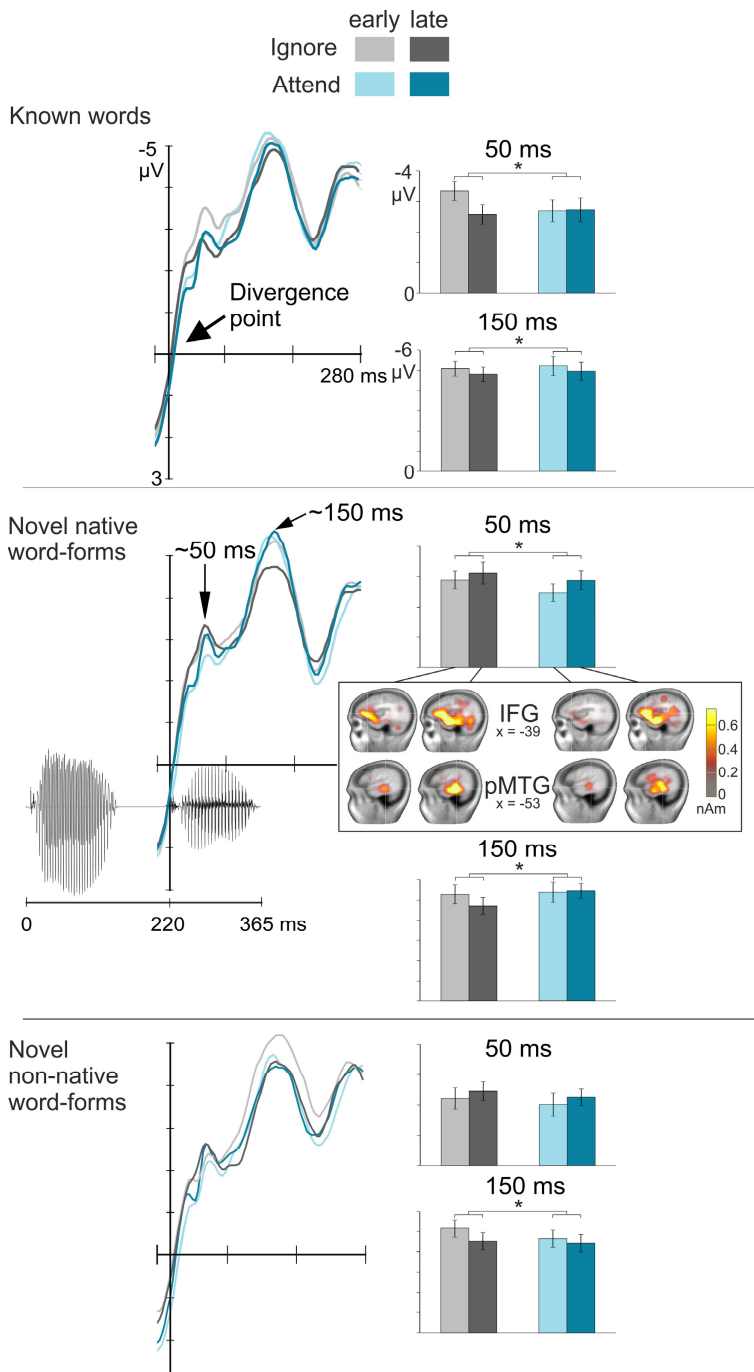 early late
Ignore
Attend
Known words
-5
µV
Divergence
point
280 ms
3
50 ms
-4
µV
*
0
150 ms
-6
µV
*
0
Novel native
word-forms
~50 ms
~150 ms
0
220
365 ms
50 ms
*
IFG
x = -39
pMTG
x = -53
0.6
0.4
0.2
0
nAm
150 ms
*
Novel
non-native
word-forms
50 ms
150 ms
*